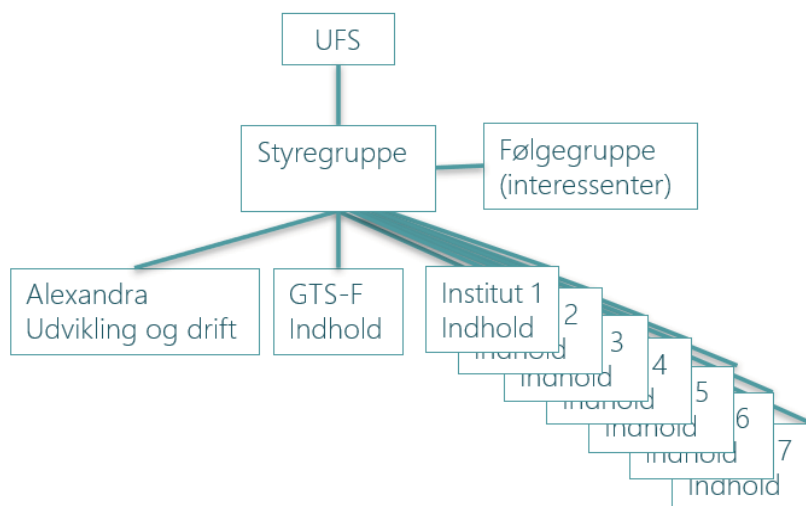 UFS
Styregruppe
Følgegruppe
(interessenter)
Alexandra
Udvikling og drift
GTS-F
Indhold
Institut 1
Indhold
2
Indhold
3
Indhold
4
Indhold
5
Indhold
6
Indhold
7
Indhold